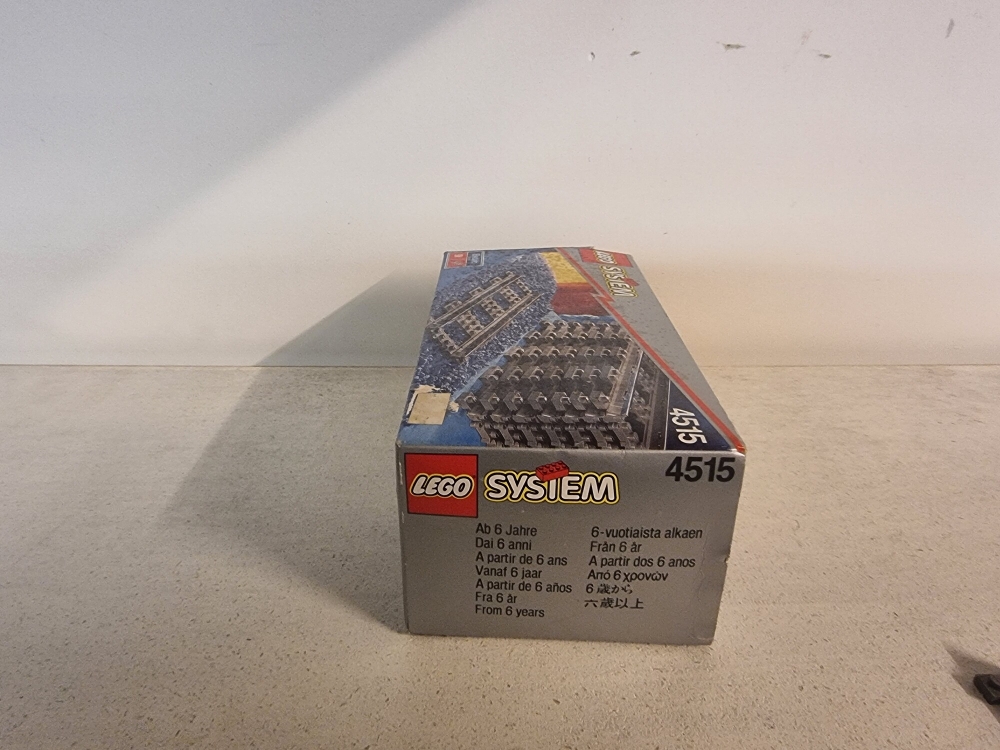 LEGO SYSTEM
4515
LEGO SYSTEM 4515
Ab 6 Jahre
Dai 6 anni
A partir de 6 ans
Vanaf 6 jaar
A partir de 6 años
Fra 6 år
From 6 years
6-vuotiaista alkaen
Från 6 år
A partir dos 6 anos
Από 6 χρονών
6 歳から
六歲以上